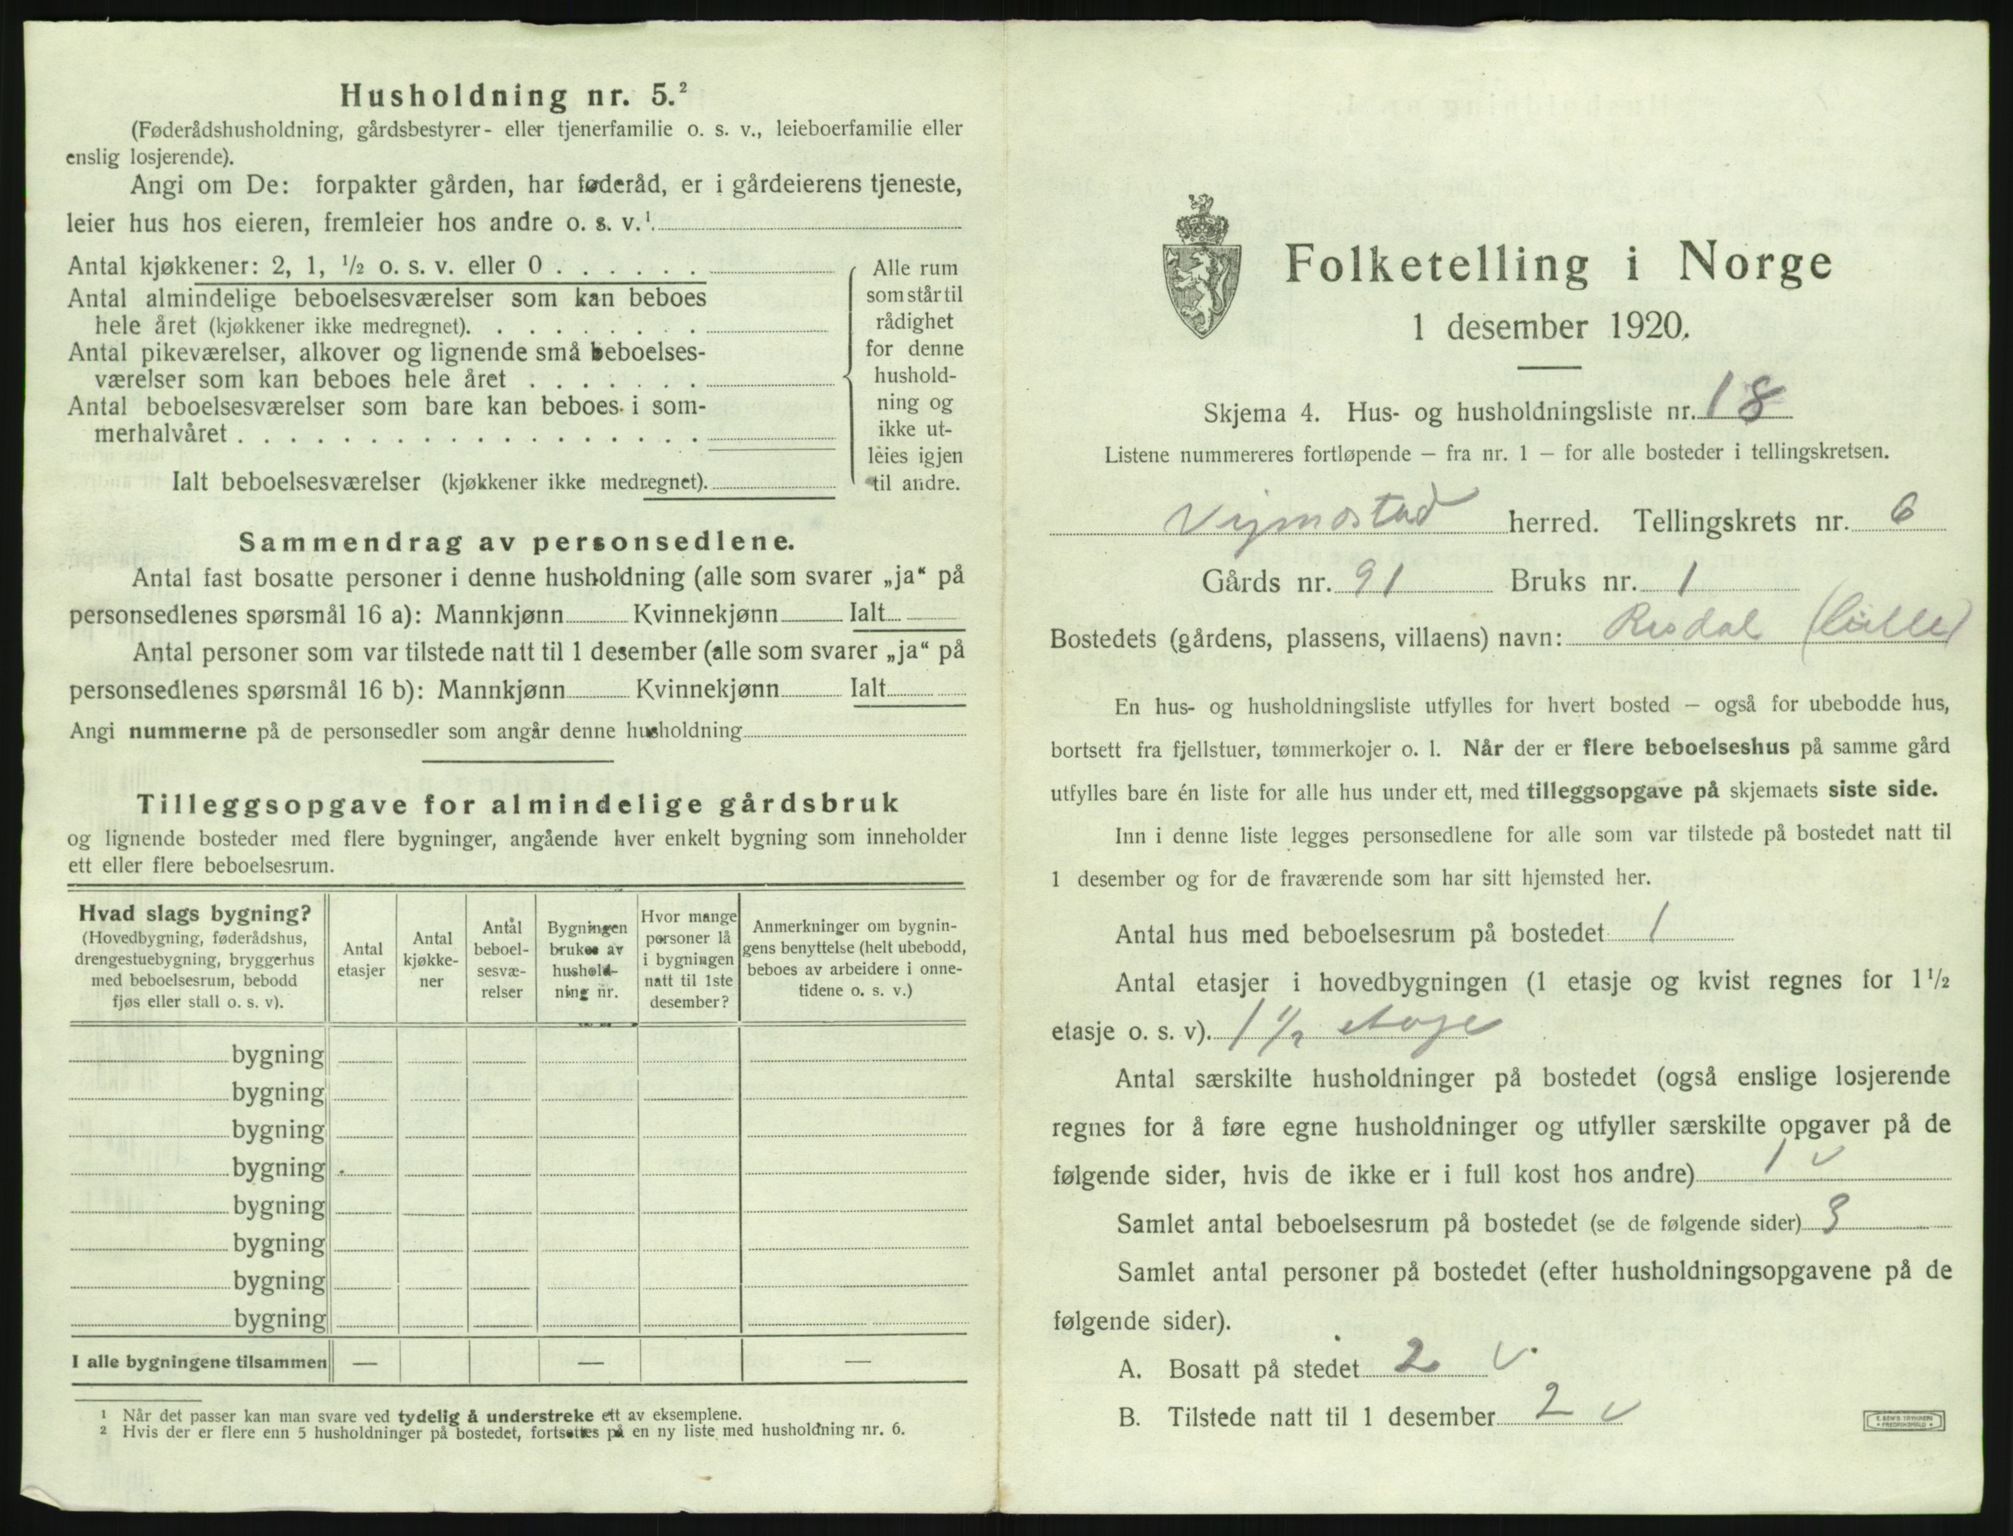 Husholdning nr. 5.²
(Føderådshusholdning, gårdsbestyrer- eller tjenerfamilie o. s. v., leieboerfamilie eller
enslig losjerende).
Angi om De: forpakter gården, har føderåd, er i gårdeierens tjeneste,
leier hus hos eieren, fremleier hos andre o. s. v.¹
Antal kjøkkener: 2, 1, ½ o. s. v. eller 0
Antal almindelige beboelsesværelser som kan beboes
hele året (kjøkkener ikke medregnet).
Antal pikeværelser, alkover og lignende små beboelses-
værelser som kan beboes hele året
Antal beboelsesværelser som bare kan beboes i som-
merhalvåret
Ialt beboelsesværelser (kjøkkener ikke medregnet).
Alle rum
som står til
rådighet
for denne
hushold-
ning og
ikke ut-
leies igjen
til andre.
Sammendrag av personsedlene.
Antal fast bosatte personer i denne husholdning (alle som svarer „ja“ på
personsedlenes spørsmål 16 a): Mannkjønn Kvinnekjønn Ialt
Antal personer som var tilstede natt til 1 desember (alle som svarer „ja“ på
personsedlenes spørsmål 16 b): Mannkjønn Kvinnekjønn Ialt
Angi nummerne på de personsedler som angår denne husholdning
Tilleggsopgave for almindelige gårdsbruk
og lignende bosteder med flere bygninger, angående hver enkelt bygning som inneholder
ett eller flere beboelsesrum.
Hvad slags bygning?
(Hovedbygning, føderådshus,
drengestuebygning, bryggerhus
med beboelsesrum, bebodd
fjøs eller stall o. s. v).
Antal
etasjer
Antal
kjøkke-
ner
Antal
beboel-
sesvæ-
relser
Bygningen
brukes av
hushold-
ning nr.
Hvor mange
personer lå
i bygningen
natt til 1ste
desember?
Anmerkninger om bygnin-
gens benyttelse (helt ubebodd,
beboes av arbeidere i onne-
tidene o. s. v.)
bygning
bygning
bygning
bygning
bygning
bygning
bygning
bygning
I alle bygningene tilsammen — — —
¹ Når det passer kan man svare ved tydelig å understreke ett av eksemplene.
² Hvis der er flere enn 5 husholdninger på bostedet, fortsettes på en ny liste med husholdning nr. 6.
Folketelling i Norge
1 desember 1920.
Skjema 4. Hus- og husholdningsliste nr. 18
Listene nummereres fortløpende — fra nr. 1 — for alle bosteder i tellingskretsen.
Vigmostad herred. Tellingskrets nr. 6
Gårds nr. 91 Bruks nr. 1
Bostedets (gårdens, plassens, villaens) navn: Risdal (Lille)
En hus- og husholdningsliste utfylles for hvert bosted — også for ubebodde hus,
bortsett fra fjellstuer, tømmerkojer o. l. Når der er flere beboelseshus på samme gård
utfylles bare én liste for alle hus under ett, med tilleggsopgave på skjemaets siste side.
Inn i denne liste legges personsedlene for alle som var tilstede på bostedet natt til
1 desember og for de fraværende som har sitt hjemsted her.
Antal hus med beboelsesrum på bostedet 1
Antal etasjer i hovedbygningen (1 etasje og kvist regnes for 1½
etasje o. s. v). 1 ½ etage
Antal særskilte husholdninger på bostedet (også enslige losjerende
regnes for å føre egne husholdninger og utfyller særskilte opgaver på de
følgende sider, hvis de ikke er i full kost hos andre) 1 v
Samlet antal beboelsesrum på bostedet (se de følgende sider) 3
Samlet antal personer på bostedet (efter husholdningsopgavene på de
følgende sider).
A. Bosatt på stedet 2 v
B. Tilstede natt til 1 desember 2 v